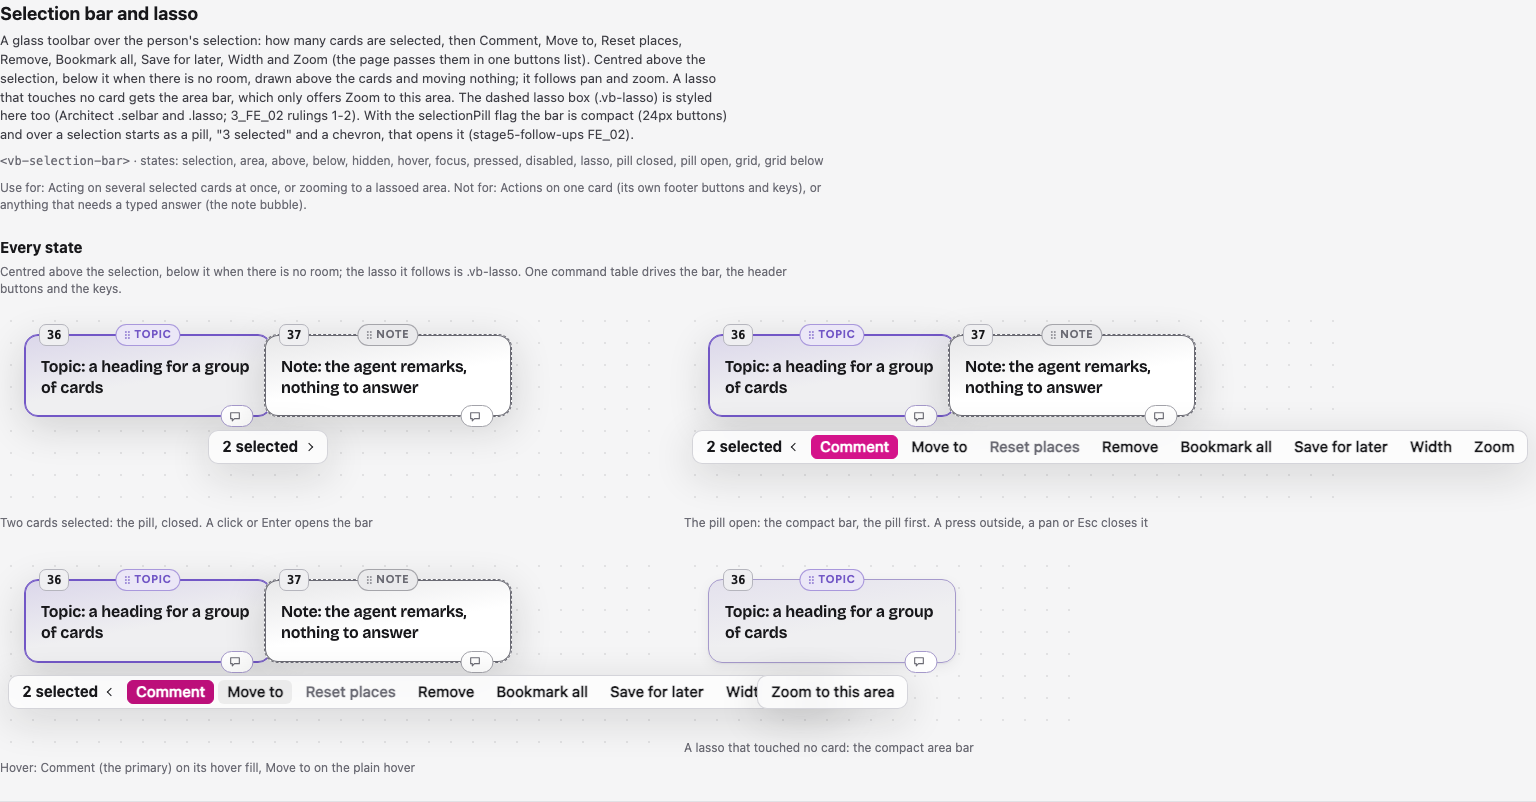 Selection bar and lasso
A glass toolbar over the person's selection: how many cards are selected, then Comment, Move to, Reset places,
Remove, Bookmark all, Save for later, Width and Zoom (the page passes them in one buttons list). Centred above the
selection, below it when there is no room, drawn above the cards and moving nothing; it follows pan and zoom. A lasso
that touches no card gets the area bar, which only offers Zoom to this area. The dashed lasso box (.vb-lasso) is styled
here too (Architect .selbar and .lasso; 3_FE_02 rulings 1-2). With the selectionPill flag the bar is compact (24px buttons)
and over a selection starts as a pill, "3 selected" and a chevron, that opens it (stage5-follow-ups FE_02).
<vb-selection-bar> · states: selection, area, above, below, hidden, hover, focus, pressed, disabled, lasso, pill closed, pill open, grid, grid below
Use for: Acting on several selected cards at once, or zooming to a lassoed area. Not for: Actions on one card (its own footer buttons and keys), or
anything that needs a typed answer (the note bubble).
Every state
Centred above the selection, below it when there is no room; the lasso it follows is .vb-lasso. One command table drives the bar, the header
buttons and the keys.
36 TOPIC 37 NOTE
Topic: a heading for a group
of cards
Note: the agent remarks,
nothing to answer
2 selected
Two cards selected: the pill, closed. A click or Enter opens the bar
36 TOPIC 37 NOTE
Topic: a heading for a group
of cards
Note: the agent remarks,
nothing to answer
2 selected Comment Move to Reset places Remove Bookmark all Save for later Width Zoom
The pill open: the compact bar, the pill first. A press outside, a pan or Esc closes it
36 TOPIC 37 NOTE
Topic: a heading for a group
of cards
Note: the agent remarks,
nothing to answer
2 selected Comment Move to Reset places Remove Bookmark all Save for later
Hover: Comment (the primary) on its hover fill, Move to on the plain hover
36 TOPIC
Topic: a heading for a group
of cards
Zoom to this area
A lasso that touched no card: the compact area bar